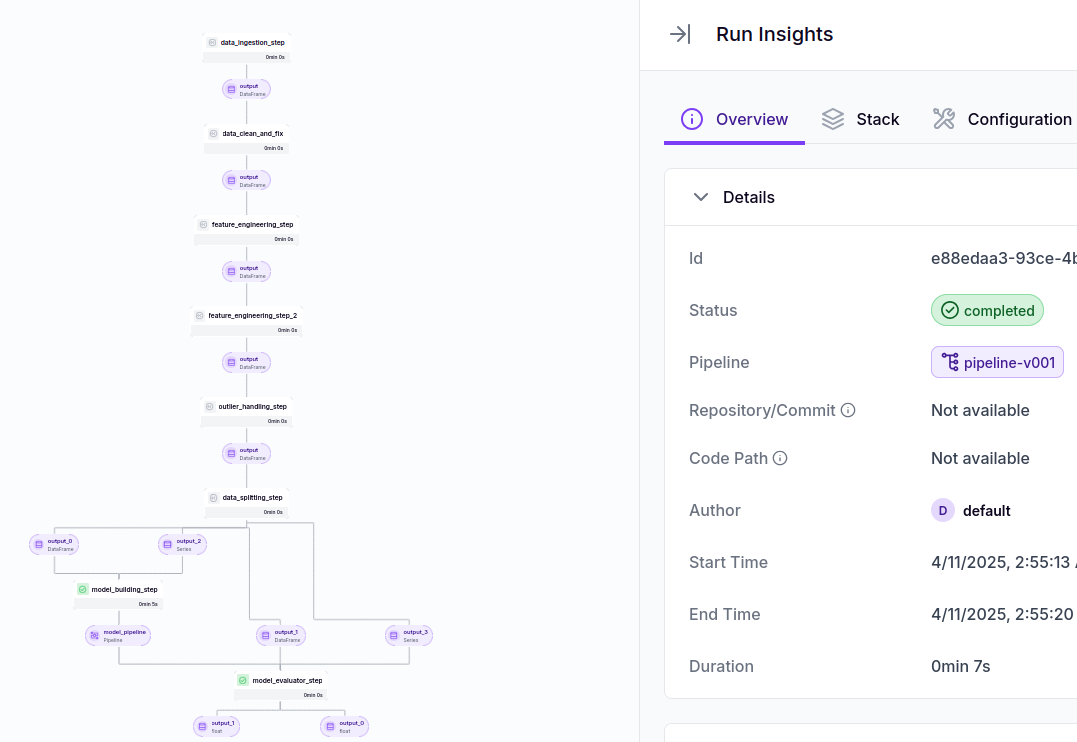 data_ingestion_step
0min 0s
output
DataFrame
data_clean_and_fix
0min 0s
output
DataFrame
feature_engineering_step
0min 0s
output
DataFrame
feature_engineering_step_2
0min 0s
output
DataFrame
outlier_handling_step
0min 0s
output
DataFrame
data_splitting_step
0min 0s
output_0
DataFrame
output_2
Series
model_building_step
0min 5s
model_pipeline
Pipeline
output_1
DataFrame
output_3
Series
model_evaluator_step
0min 0s
output_1
float
output_0
float
Run Insights
Overview Stack Configuration
Details
Id e88edaa3-93ce-4b
Status completed
Pipeline pipeline-v001
Repository/Commit Not available
Code Path Not available
Author D default
Start Time 4/11/2025, 2:55:13
End Time 4/11/2025, 2:55:20
Duration 0min 7s